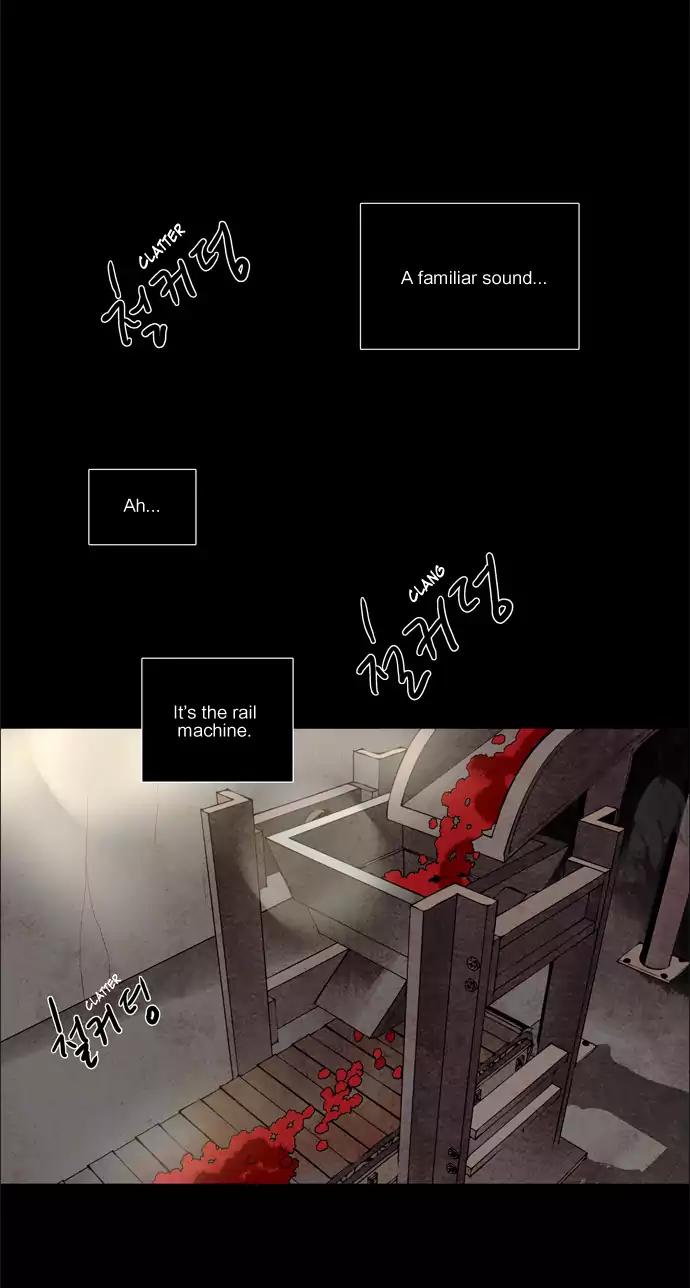 CLATTER
철커덩
A familiar sound...
Ah...
CLANG
철커덩
It's the rail
machine.
CLATTER
철커덩